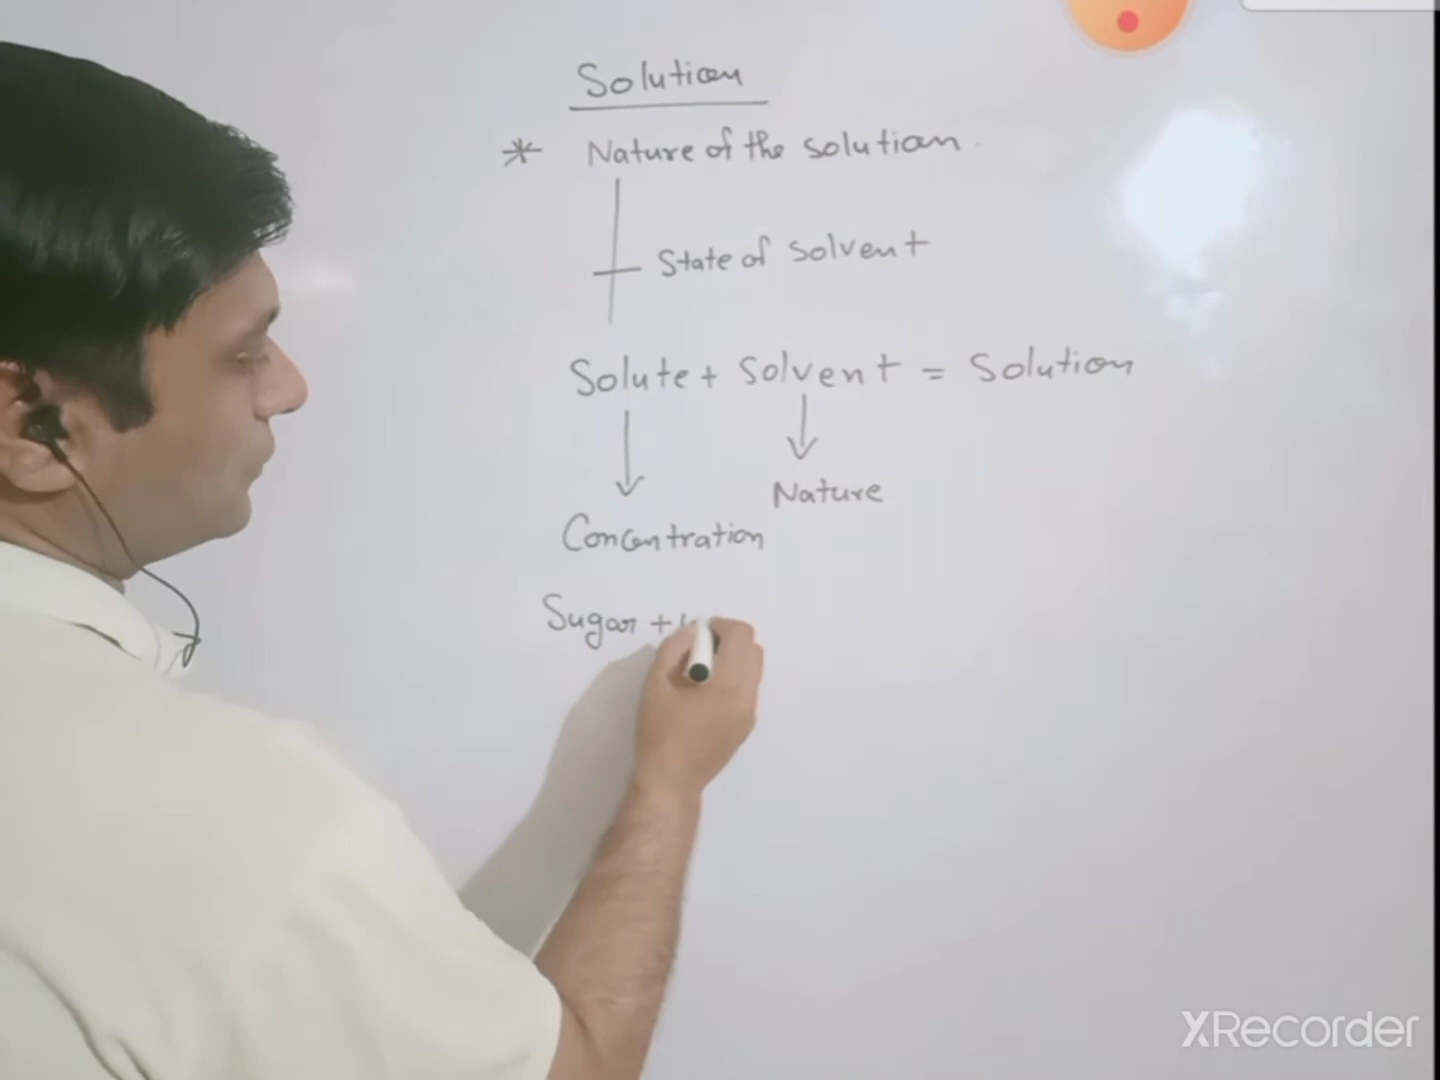 Solution
* Nature of the solution.
State of Solvent
Solute + Solvent = Solution
Nature
Concentration
Sugar +
XRecorder